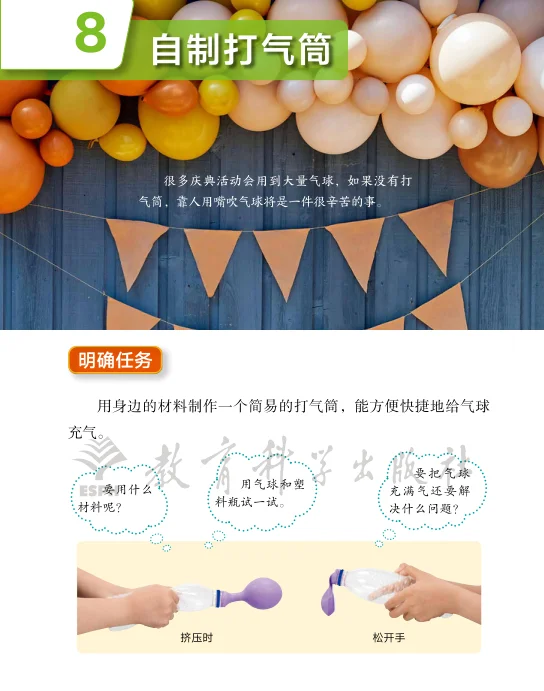 8
自制打气筒
很多庆典活动会用到大量气球，如果没有打
气筒，靠人用嘴吹气球将是一件很辛苦的事。
明确任务
用身边的材料制作一个简易的打气筒，能方便快捷地给气球
充气。
教育科学出版社
ESPH
要用什么
材料呢？
用气球和塑
料瓶试一试。
要把气球
充满气还要解
决什么问题？
挤压时
松开手